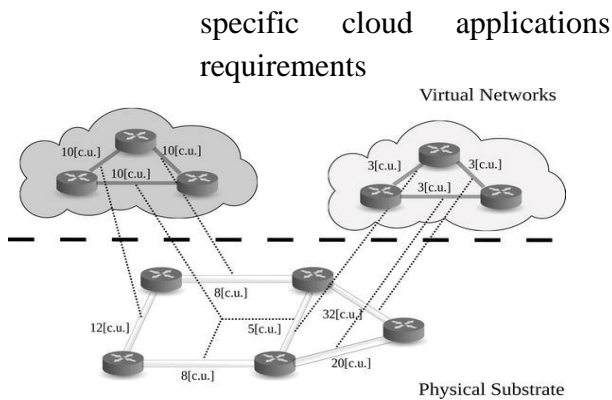 specific cloud applications
requirements
Virtual Networks
10[c.u.] 10[c.u.]
10[c.u.]
3[c.u.] 3[c.u.]
3[c.u.]
8[c.u.]
12[c.u.] 5[c.u.] 32[c.u.]
8[c.u.] 20[c.u.]
Physical Substrate